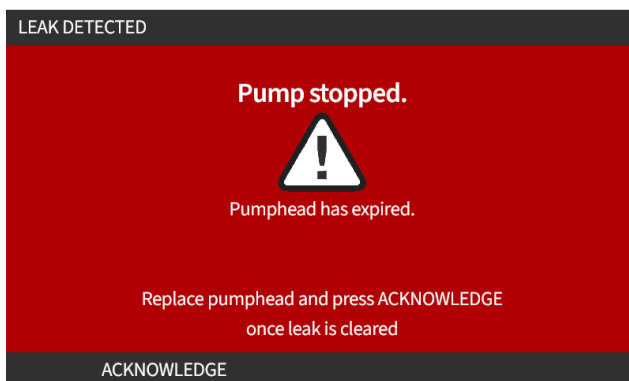 LEAK DETECTED
Pump stopped.
!
Pumphead has expired.
Replace pumphead and press ACKNOWLEDGE
once leak is cleared
ACKNOWLEDGE